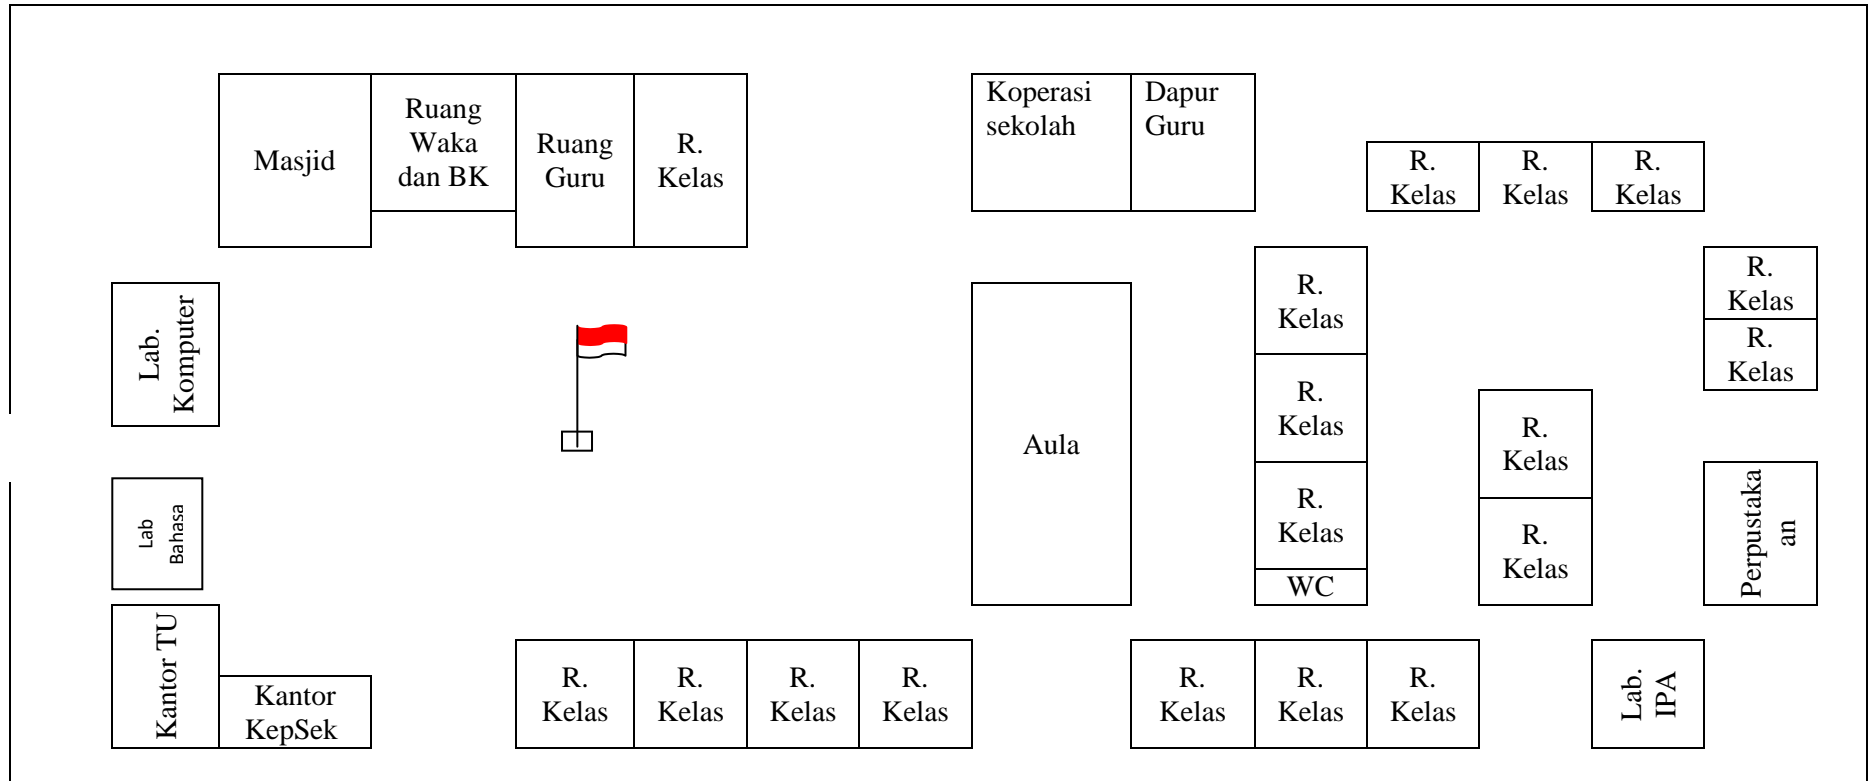 Masjid
Ruang
Waka
dan BK
Ruang
Guru
R.
Kelas
Koperasi
sekolah
Dapur
Guru
R.
Kelas
R.
Kelas
R.
Kelas
Lab.
Komputer
R.
Kelas
R.
Kelas
R.
Kelas
R.
Kelas
Aula
R.
Kelas
R.
Kelas
R.
Kelas
Perpustaka
an
Lab
Bahasa
WC
Kantor TU
Kantor
KepSek
R.
Kelas
R.
Kelas
R.
Kelas
R.
Kelas
R.
Kelas
R.
Kelas
R.
Kelas
Lab.
IPA